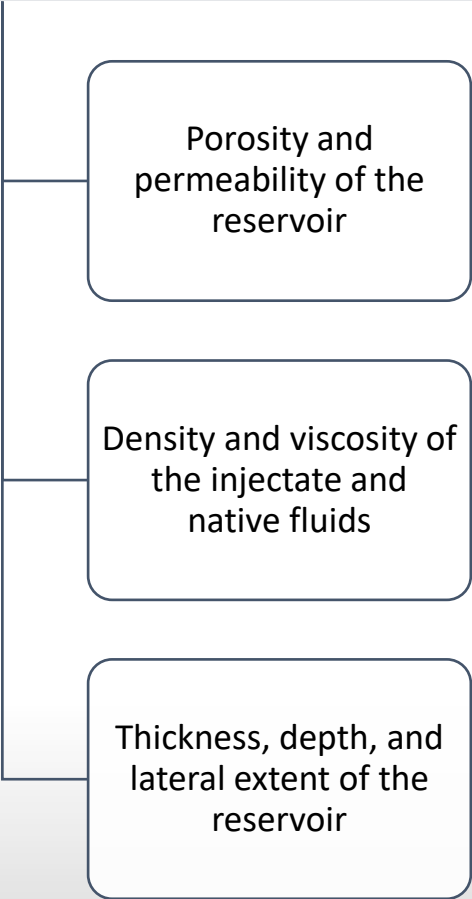 Porosity and
permeability of the
reservoir
Density and viscosity of
the injectate and
native fluids
Thickness, depth, and
lateral extent of the
reservoir